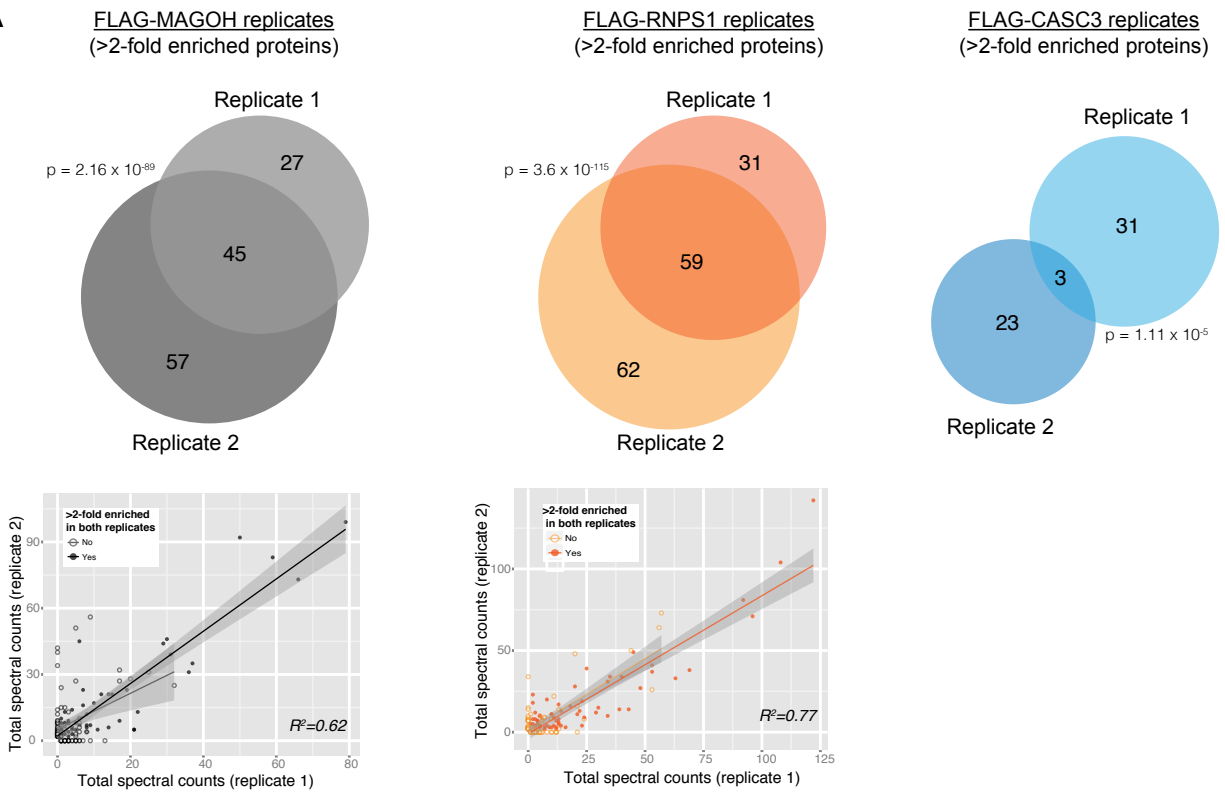 A
FLAG-MAGOH replicates
(>2-fold enriched proteins)
Replicate 1
27
p = 2.16 x 10-89
45
57
Replicate 2
FLAG-RNPS1 replicates
(>2-fold enriched proteins)
Replicate 1
31
p = 3.6 x 10-115
59
62
Replicate 2
FLAG-CASC3 replicates
(>2-fold enriched proteins)
Replicate 1
31
3
23
p = 1.11 x 10-5
Replicate 2
Total spectral counts (replicate 2)
90
60
30
0
>2-fold enriched
in both replicates
No
Yes
R2=0.62
0 20 40 60 80
Total spectral counts (replicate 1)
Total spectral counts (replicate 2)
100
50
0
>2-fold enriched
in both replicates
No
Yes
R2=0.77
0 25 50 75 100 125
Total spectral counts (replicate 1)